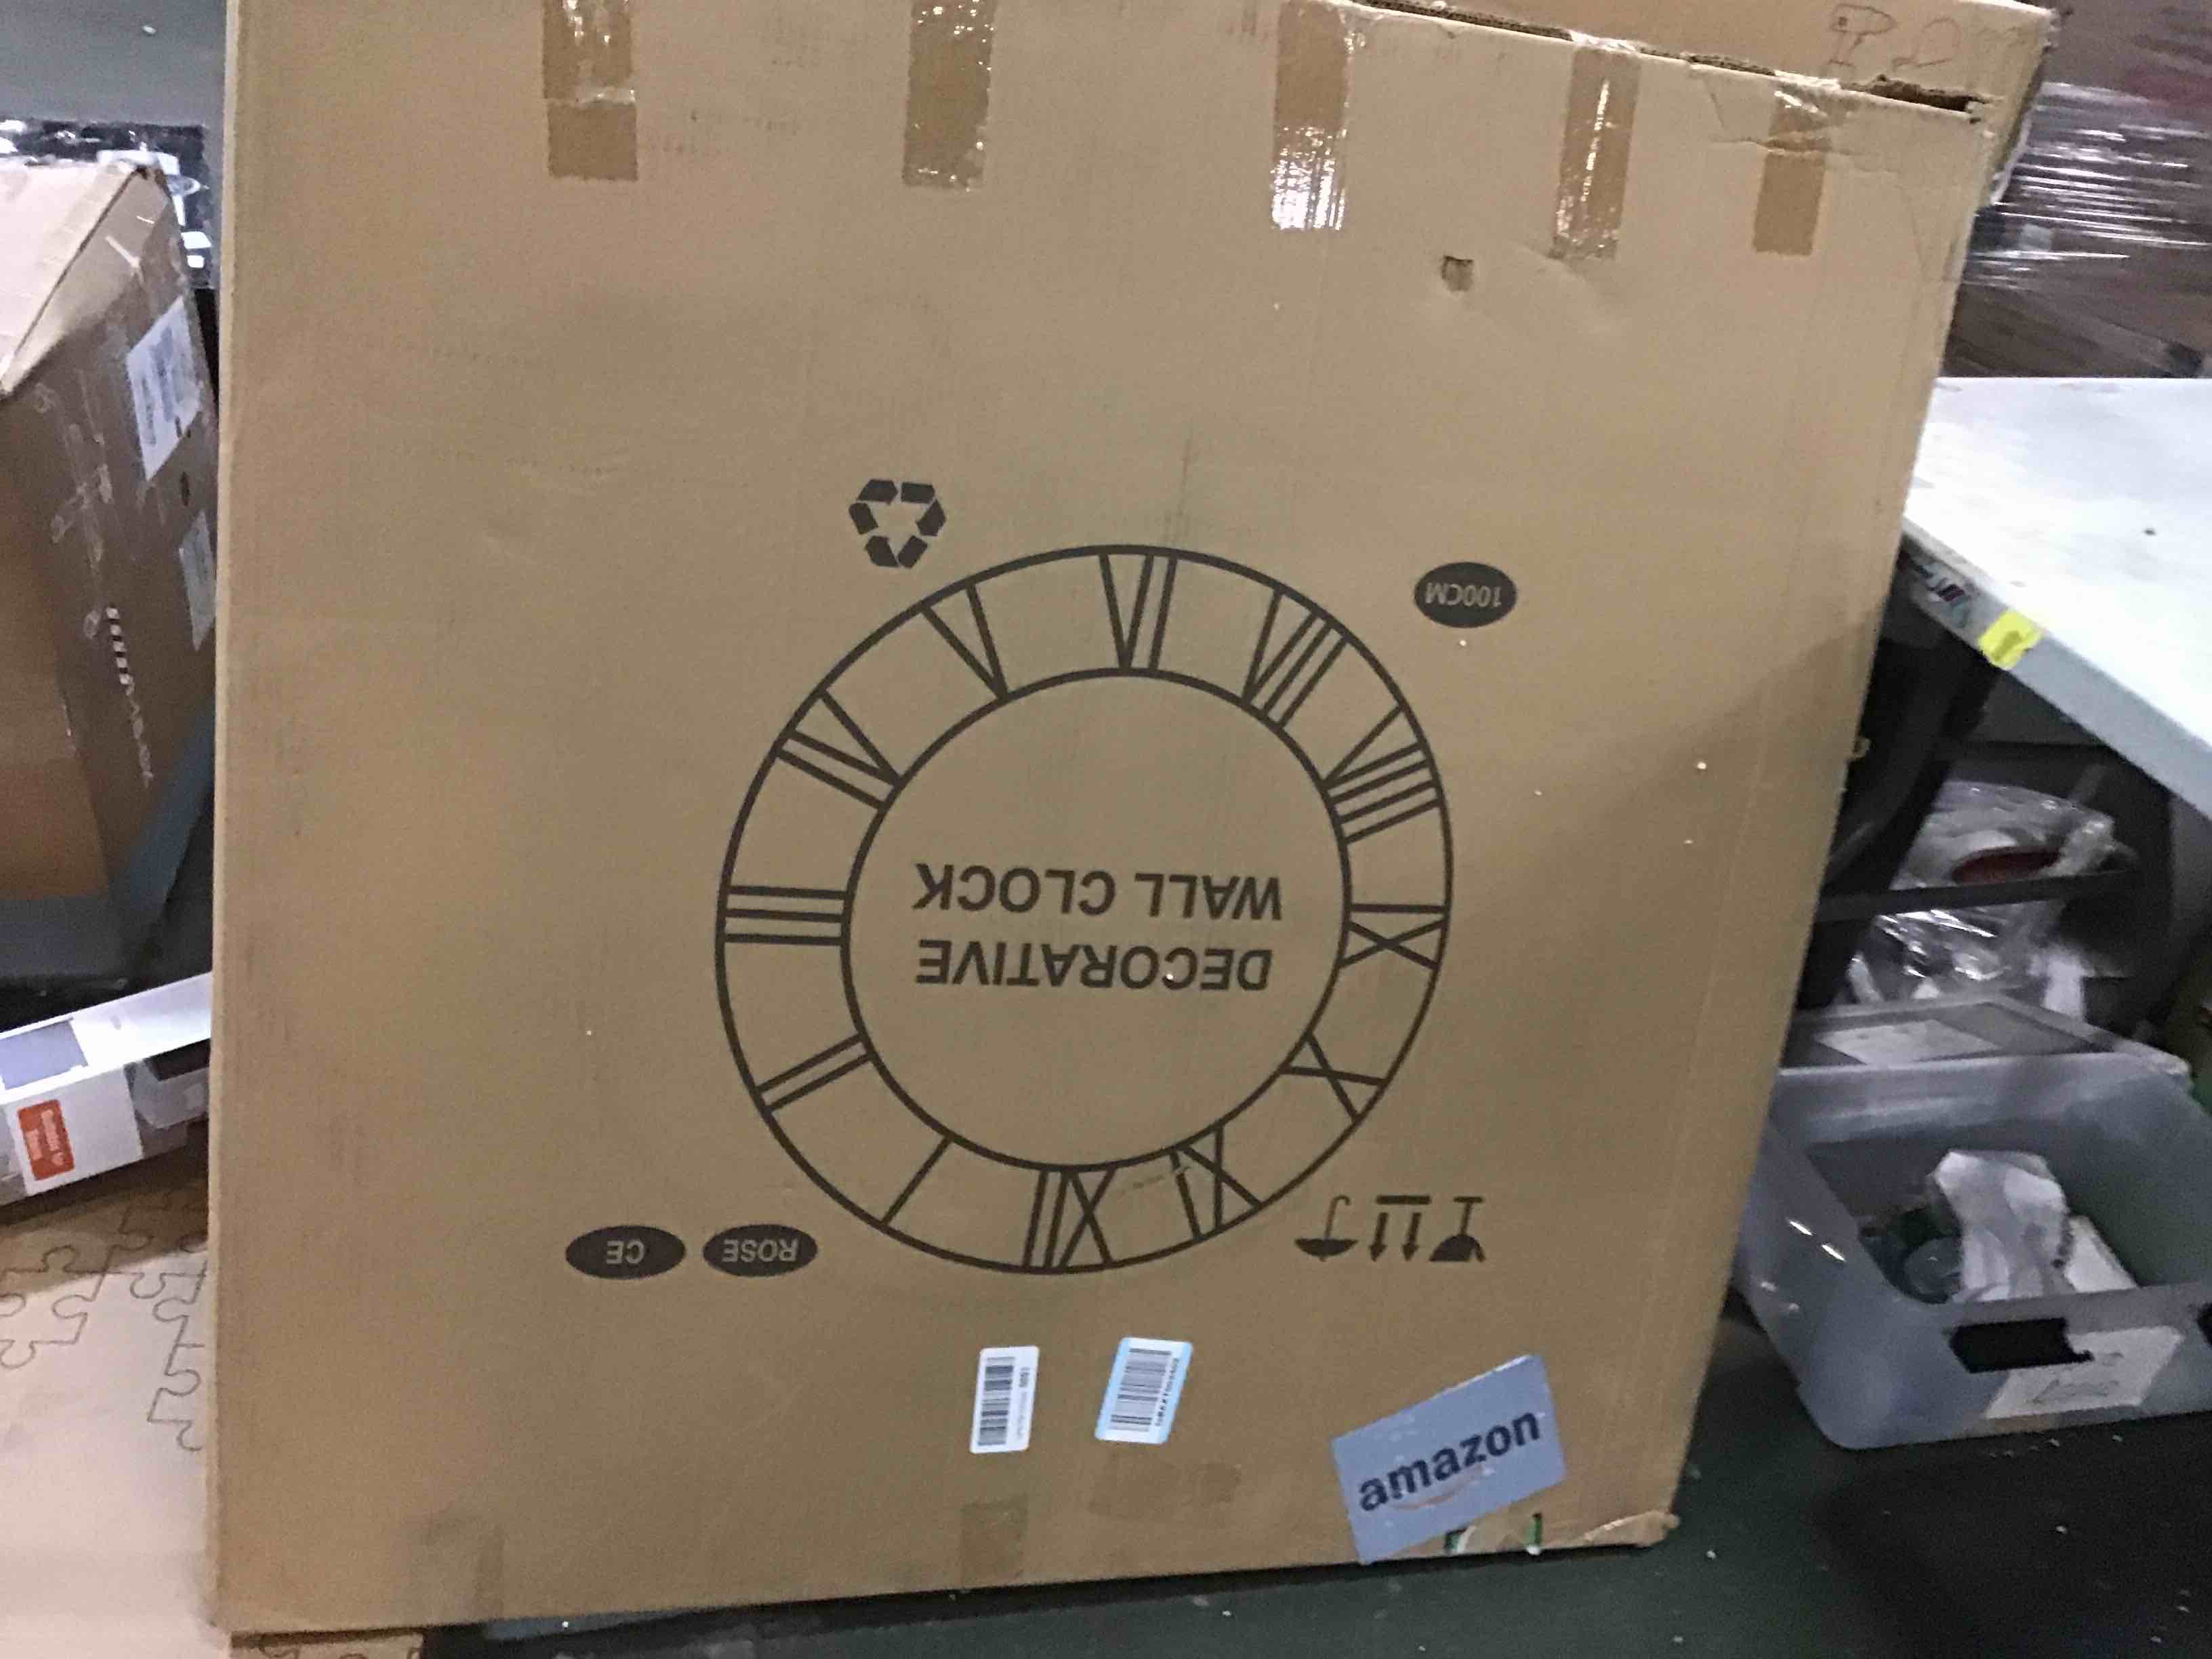 CE
ROSE
DECORATIVE
WALL CLOCK
100CM
amazon